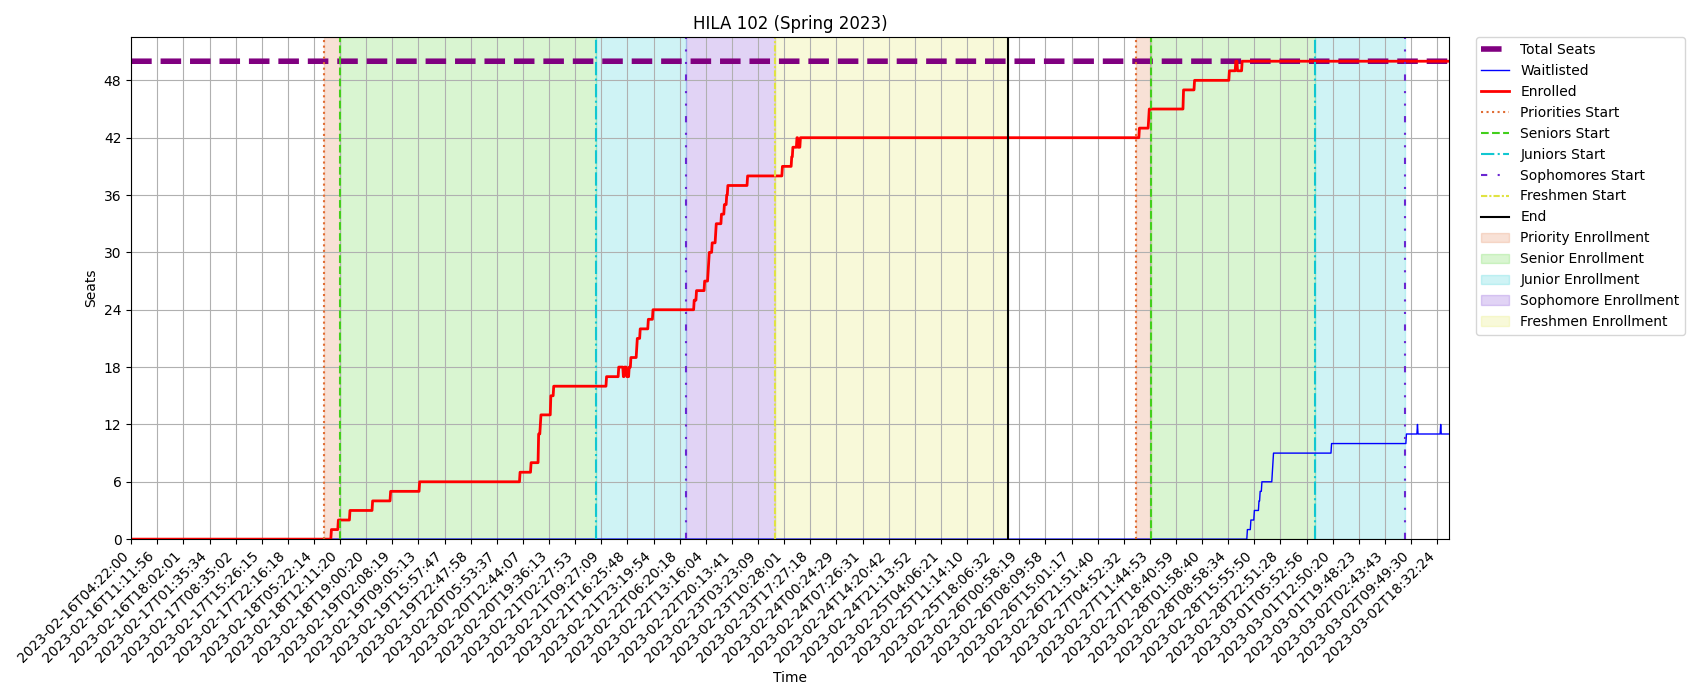 HILA 102 (Spring 2023)
Seats
48
42
36
30
24
18
12
6
0
2023-02-16T04:22:00
2023-02-16T11:11:56
2023-02-16T18:02:01
2023-02-17T01:35:34
2023-02-17T08:35:02
2023-02-17T15:26:15
2023-02-17T22:16:18
2023-02-18T05:22:14
2023-02-18T12:11:20
2023-02-18T19:00:20
2023-02-19T02:08:19
2023-02-19T09:05:13
2023-02-19T15:57:47
2023-02-19T22:47:58
2023-02-20T05:53:37
2023-02-20T12:44:07
2023-02-20T19:36:13
2023-02-21T02:27:53
2023-02-21T09:27:09
2023-02-21T16:25:48
2023-02-21T23:19:54
2023-02-22T06:20:18
2023-02-22T13:16:04
2023-02-22T20:13:41
2023-02-23T03:23:09
2023-02-23T10:28:01
2023-02-23T17:27:18
2023-02-24T00:24:29
2023-02-24T07:26:31
2023-02-24T14:20:42
2023-02-24T21:13:52
2023-02-25T04:06:21
2023-02-25T11:14:10
2023-02-25T18:06:32
2023-02-26T00:58:19
2023-02-26T08:09:58
2023-02-26T15:01:17
2023-02-26T21:51:40
2023-02-27T04:52:32
2023-02-27T11:44:53
2023-02-27T18:40:59
2023-02-28T01:58:40
2023-02-28T08:58:34
2023-02-28T15:55:50
2023-02-28T22:51:28
2023-03-01T05:52:56
2023-03-01T12:50:20
2023-03-01T19:48:23
2023-03-02T02:43:43
2023-03-02T09:49:30
2023-03-02T18:32:24
Time
Total Seats
Waitlisted
Enrolled
Priorities Start
Seniors Start
Juniors Start
Sophomores Start
Freshmen Start
End
Priority Enrollment
Senior Enrollment
Junior Enrollment
Sophomore Enrollment
Freshmen Enrollment